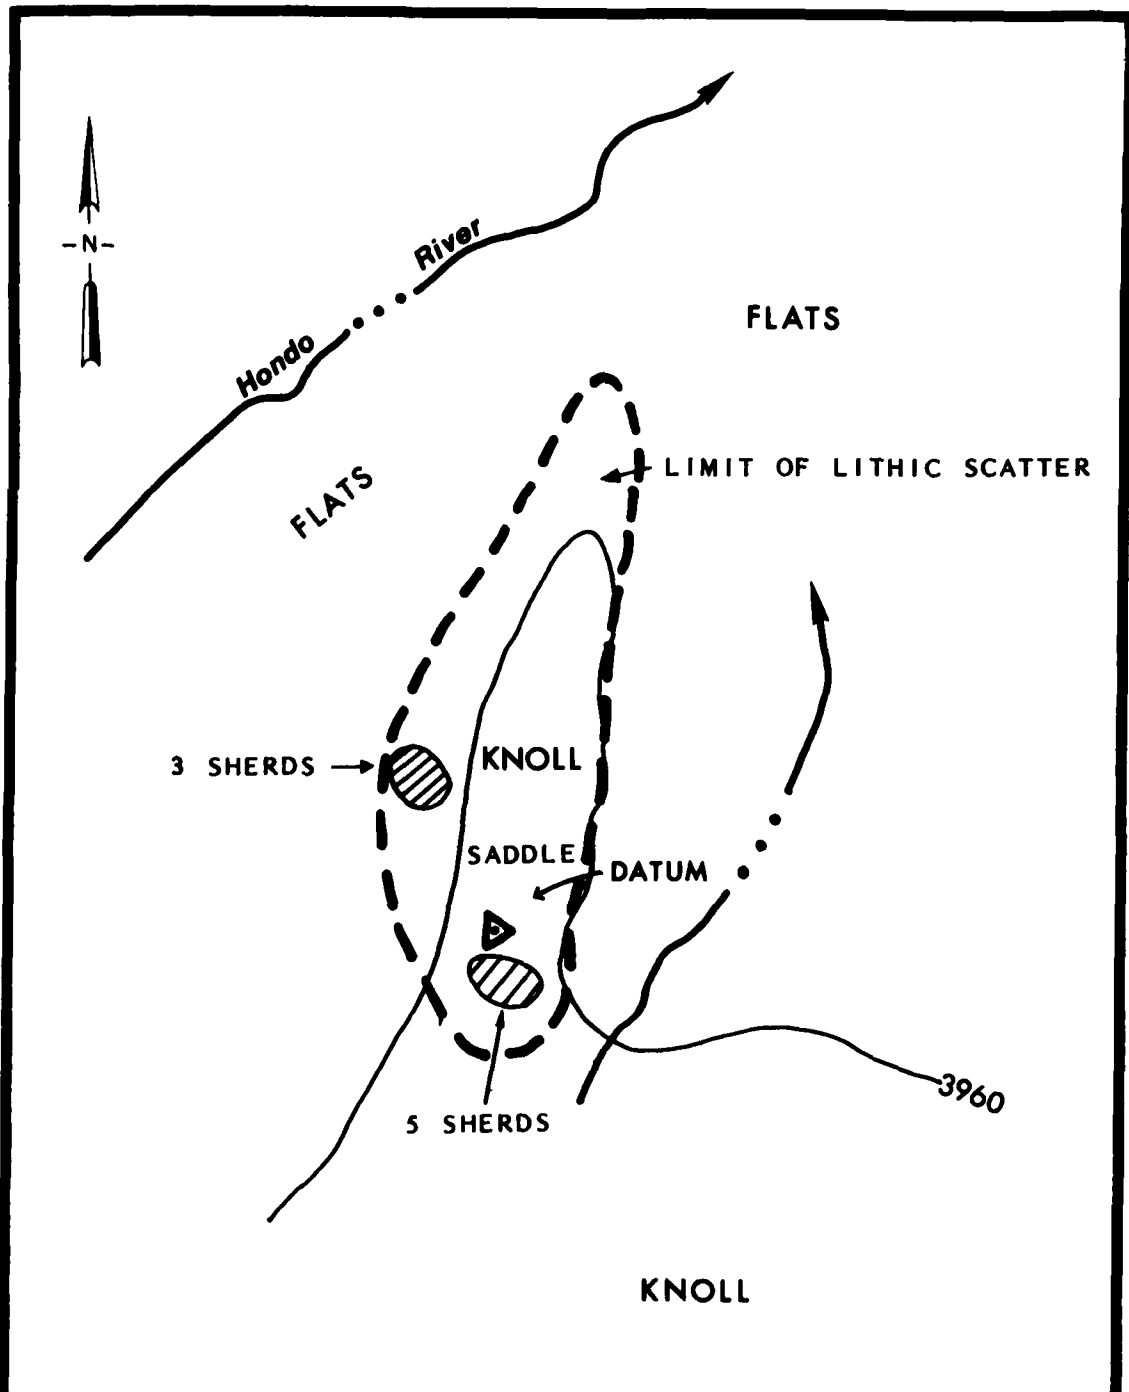 -N-
Hondo River
FLATS
FLATS
LIMIT OF LITHIC SCATTER
3 SHERDS
KNOLL
SADDLE
DATUM
5 SHERDS
3960
KNOLL